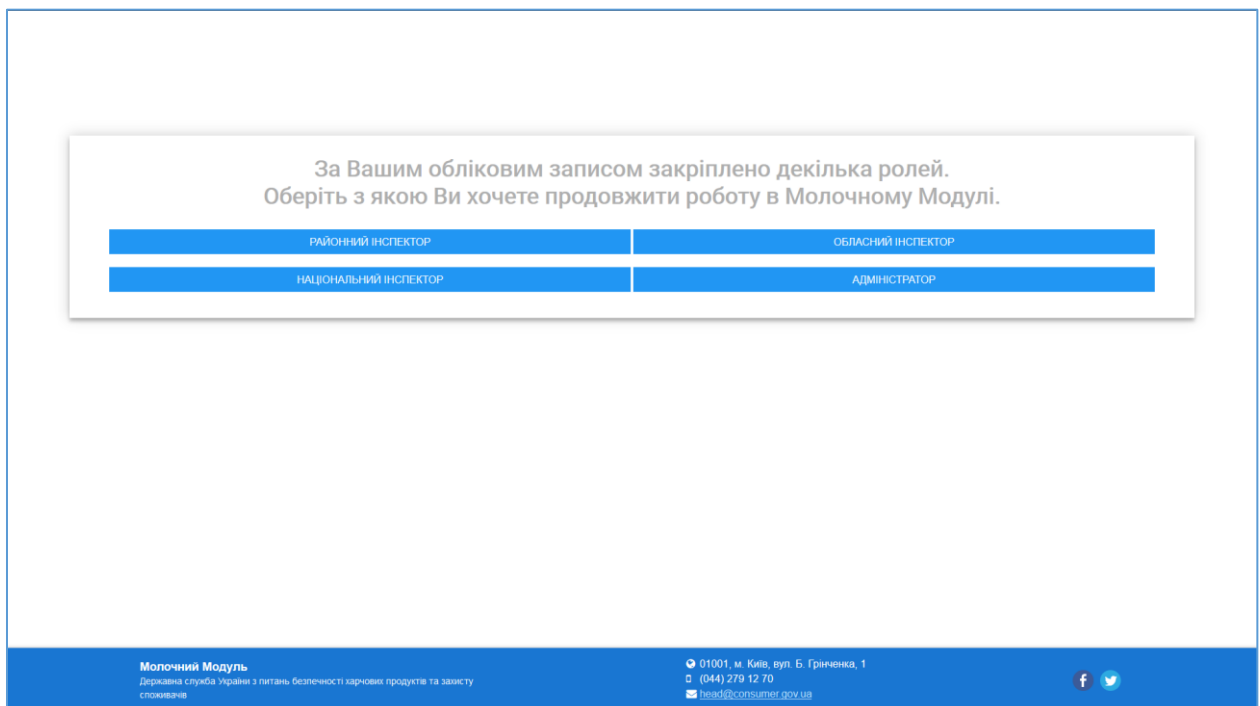 За Вашим обліковим записом закріплено декілька ролей.
Оберіть з якою Ви хочете продовжити роботу в Молочному Модулі.
РАЙОННИЙ ІНСПЕКТОР
ОБЛАСНИЙ ІНСПЕКТОР
НАЦІОНАЛЬНИЙ ІНСПЕКТОР
АДМІНІСТРАТОР
Молочний Модуль
Державна служба України з питань безпечності харчових продуктів та захисту
споживачів
01001, м. Київ, вул. Б. Грінченка, 1
(044) 279 12 70
head@consumer.gov.ua